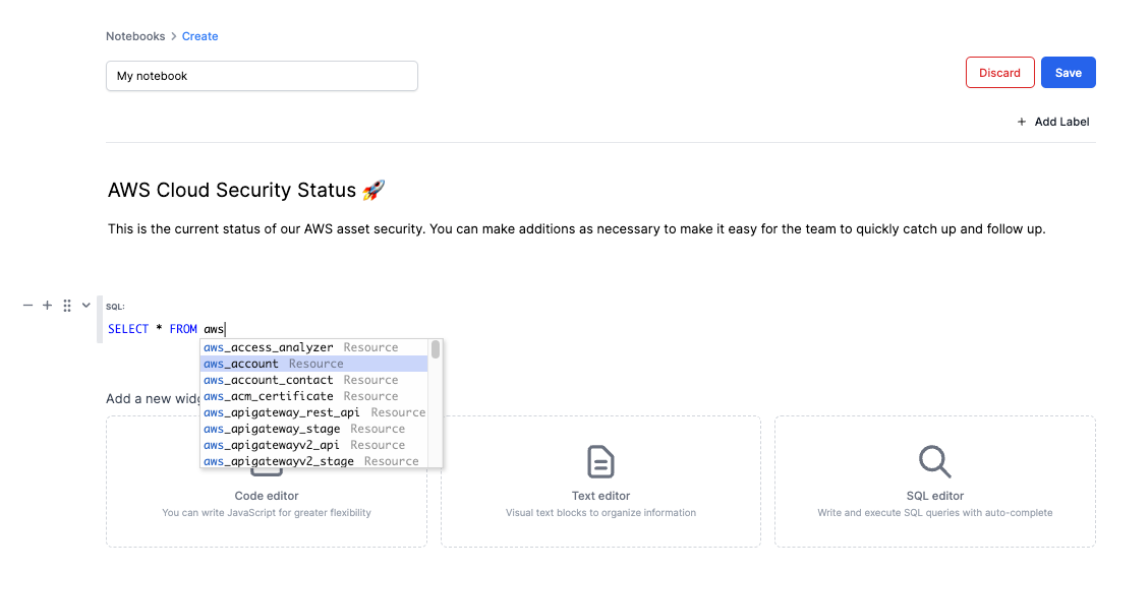 Notebooks > Create
My notebook
Discard
Save
+ Add Label
AWS Cloud Security Status 🚀
This is the current status of our AWS asset security. You can make additions as necessary to make it easy for the team to quickly catch up and follow up.
SQL:
SELECT * FROM aws
aws_access_analyzer Resource
aws_account Resource
aws_account_contact Resource
aws_acm_certificate Resource
aws_apigateway_rest_api Resource
aws_apigateway_stage Resource
aws_apigatewayv2_api Resource
aws_apigatewayv2_stage Resource
Add a new
Code editor
You can write JavaScript for greater flexibility
Text editor
Visual text blocks to organize information
SQL editor
Write and execute SQL queries with auto-complete